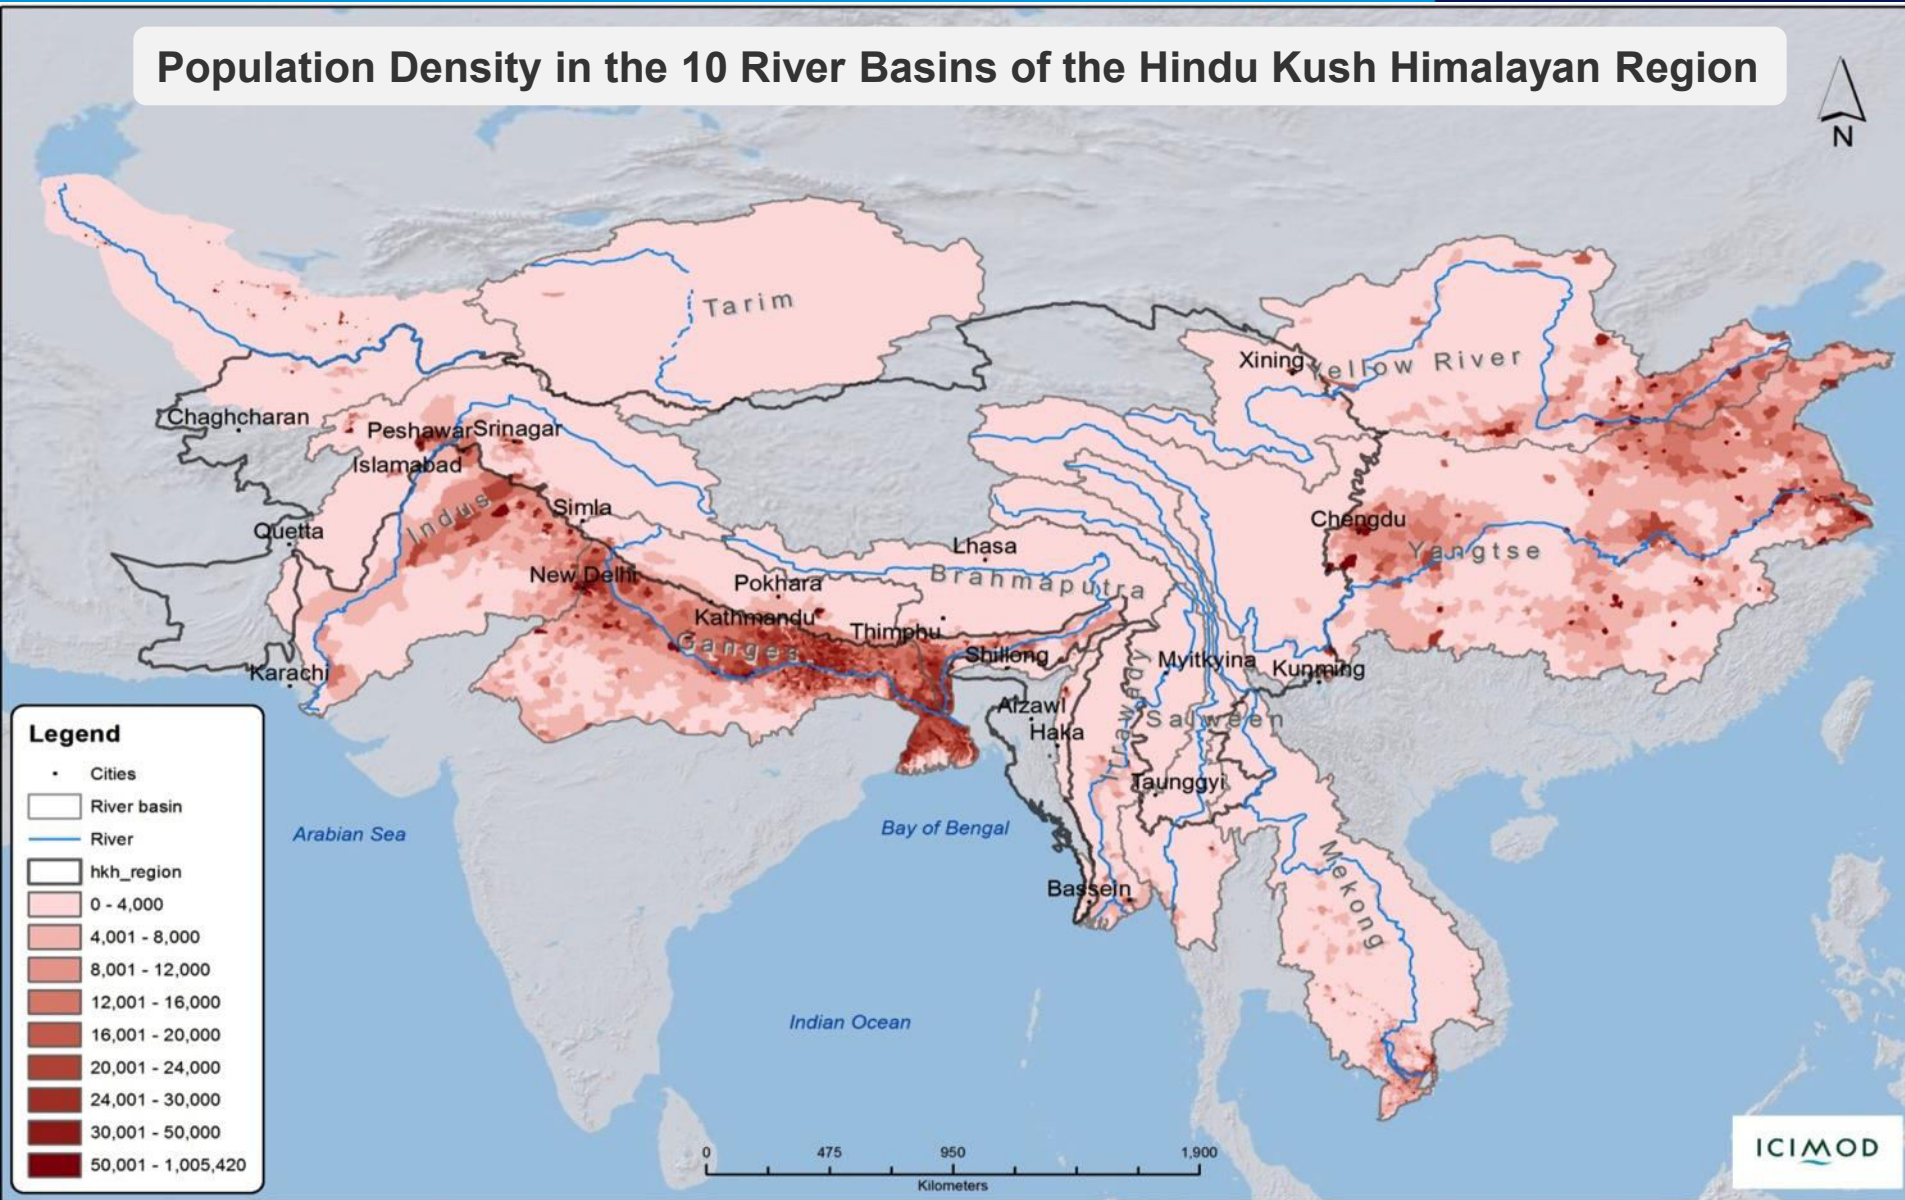 Population Density in the 10 River Basins of the Hindu Kush Himalayan Region
N
Tarim
Xining
Yellow River
Chaghcharan
Peshawar
Srinagar
Islamabad
Indus
Simla
Quetta
Chengdu
Yangtse
Lhasa
New Delhi
Pokhara
Brahmaputra
Kathmandu
Thimphu
Ganges
Shillong
Myitkyina
Kunming
Karachi
Aizawl
Irrawady
Salween
Haka
Taunggyi
Mekong
Bassein
Arabian Sea
Bay of Bengal
Indian Ocean
Legend
Cities
River basin
River
hkh_region
0 - 4,000
4,001 - 8,000
8,001 - 12,000
12,001 - 16,000
16,001 - 20,000
20,001 - 24,000
24,001 - 30,000
30,001 - 50,000
50,001 - 1,005,420
0 475 950 1,900
Kilometers
ICIMOD